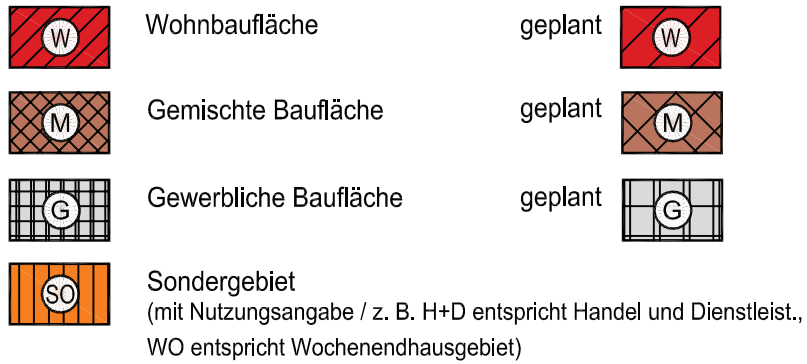 W Wohnbaufläche geplant W
M Gemischte Baufläche geplant M
G Gewerbliche Baufläche geplant G
SO Sondergebiet
(mit Nutzungsangabe / z. B. H+D entspricht Handel und Dienstleist.,
WO entspricht Wochenendhausgebiet)